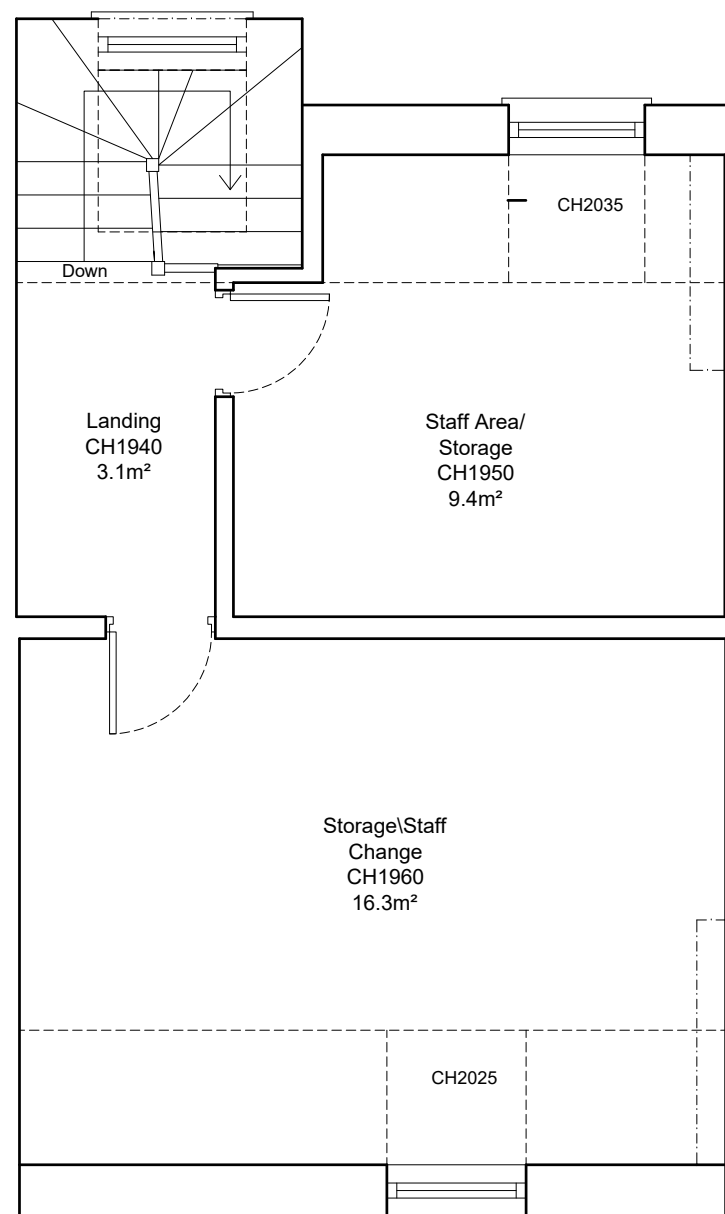 CH2035
Down
Landing
CH1940
3.1m²
Staff Area/
Storage
CH1950
9.4m²
Storage\Staff
Change
CH1960
16.3m²
CH2025